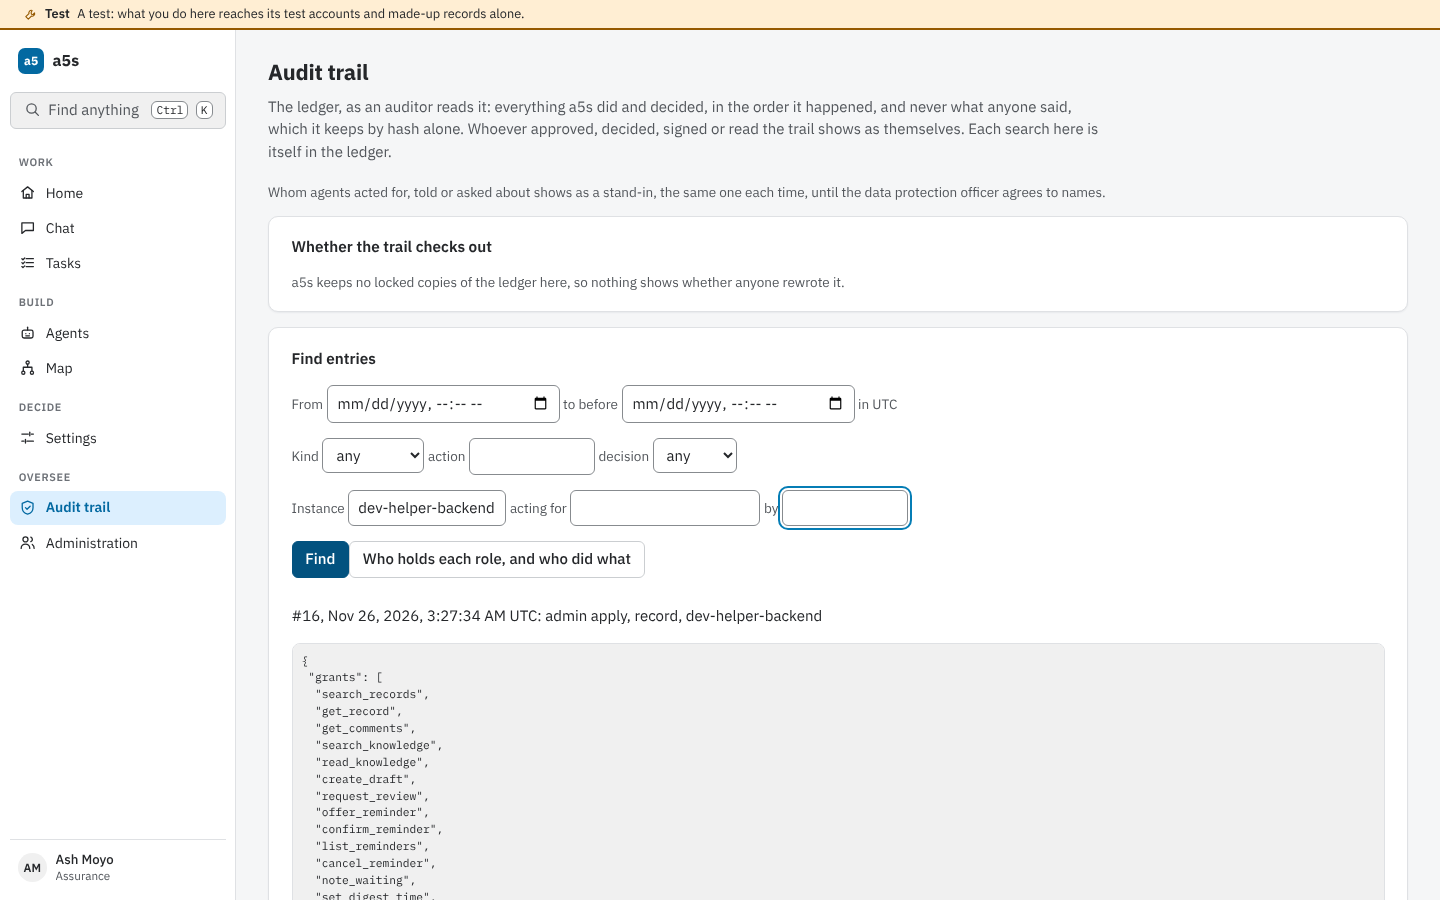 Test A test: what you do here reaches its test accounts and made-up records alone.
a5 a5s
Find anything Ctrl K
WORK
Home
Chat
Tasks
BUILD
Agents
Map
DECIDE
Settings
OVERSEE
Audit trail
Administration
AM Ash Moyo
Assurance
Audit trail
The ledger, as an auditor reads it: everything a5s did and decided, in the order it happened, and never what anyone said,
which it keeps by hash alone. Whoever approved, decided, signed or read the trail shows as themselves. Each search here is
itself in the ledger.
Whom agents acted for, told or asked about shows as a stand-in, the same one each time, until the data protection officer agrees to names.
Whether the trail checks out
a5s keeps no locked copies of the ledger here, so nothing shows whether anyone rewrote it.
Find entries
From mm/dd/yyyy, --:-- -- to before mm/dd/yyyy, --:-- -- in UTC
Kind any action decision any
Instance dev-helper-backend acting for by
Find Who holds each role, and who did what
#16, Nov 26, 2026, 3:27:34 AM UTC: admin apply, record, dev-helper-backend
{
"grants": [
"search_records",
"get_record",
"get_comments",
"search_knowledge",
"read_knowledge",
"create_draft",
"request_review",
"offer_reminder",
"confirm_reminder",
"list_reminders",
"cancel_reminder",
"note_waiting",
"set_digest_time",